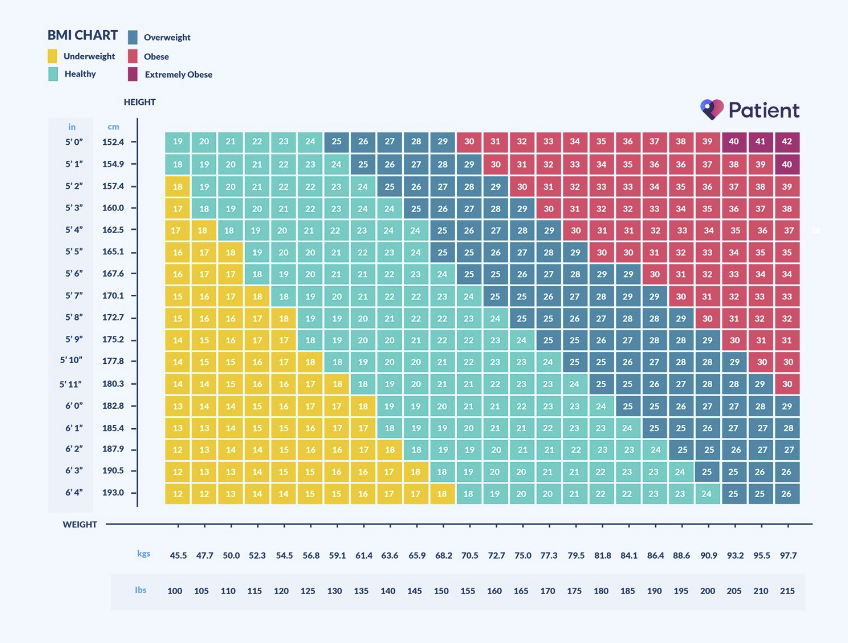 BMI CHART
Overweight
Underweight
Obese
Healthy
Extremely Obese
HEIGHT
Patient
in cm
5' 0" 152.4 19 20 21 22 23 24 25 26 27 28 29 30 31 32 33 34 35 36 37 38 39 40 41 42
5' 1" 154.9 18 19 20 21 22 23 24 25 26 27 28 29 30 31 32 33 34 35 36 36 37 38 39 40
5' 2" 157.4 18 19 20 21 22 22 23 24 25 26 27 28 29 30 31 32 33 33 34 35 36 37 38 39
5' 3" 160.0 17 18 19 20 21 22 23 24 24 25 26 27 28 29 30 31 32 32 33 34 35 36 37 38
5' 4" 162.5 17 18 18 19 20 21 22 23 24 24 25 26 27 28 29 30 31 31 32 33 34 35 36 37
5' 5" 165.1 16 17 18 19 20 20 21 22 23 24 25 25 26 27 28 29 30 30 31 32 33 34 35 35
5' 6" 167.6 16 17 17 18 19 20 21 21 22 23 24 25 25 26 27 28 29 29 30 31 32 33 34 34
5' 7" 170.1 15 16 17 18 18 19 20 21 22 22 23 24 25 25 26 27 28 29 29 30 31 32 33 33
5' 8" 172.7 15 16 16 17 18 19 19 20 21 22 22 23 24 25 25 26 27 28 28 29 30 31 32 32
5' 9" 175.2 14 15 16 17 17 18 19 20 20 21 22 22 23 24 25 25 26 27 28 28 29 30 31 31
5' 10" 177.8 14 15 15 16 17 18 18 19 20 20 21 22 23 23 24 25 25 26 27 28 28 29 30 30
5' 11" 180.3 14 14 15 16 16 17 18 18 19 20 21 21 22 23 23 24 25 25 26 27 28 28 29 30
6' 0" 182.8 13 14 14 15 16 17 17 18 19 19 20 21 21 22 23 23 24 25 25 26 27 27 28 29
6' 1" 185.4 13 13 14 15 15 16 17 17 18 19 19 20 21 21 22 23 23 24 25 25 26 27 27 28
6' 2" 187.9 12 13 14 14 15 16 16 17 18 18 19 19 20 21 21 22 23 23 24 25 25 26 27 27
6' 3" 190.5 12 13 13 14 15 15 16 16 17 18 18 19 20 20 21 21 22 23 23 24 25 25 26 26
6' 4" 193.0 12 12 13 14 14 15 15 16 17 17 18 18 19 20 20 21 22 22 23 23 24 25 25 26
WEIGHT
kgs 45.5 47.7 50.0 52.3 54.5 56.8 59.1 61.4 63.6 65.9 68.2 70.5 72.7 75.0 77.3 79.5 81.8 84.1 86.4 88.6 90.9 93.2 95.5 97.7
lbs 100 105 110 115 120 125 130 135 140 145 150 155 160 165 170 175 180 185 190 195 200 205 210 215